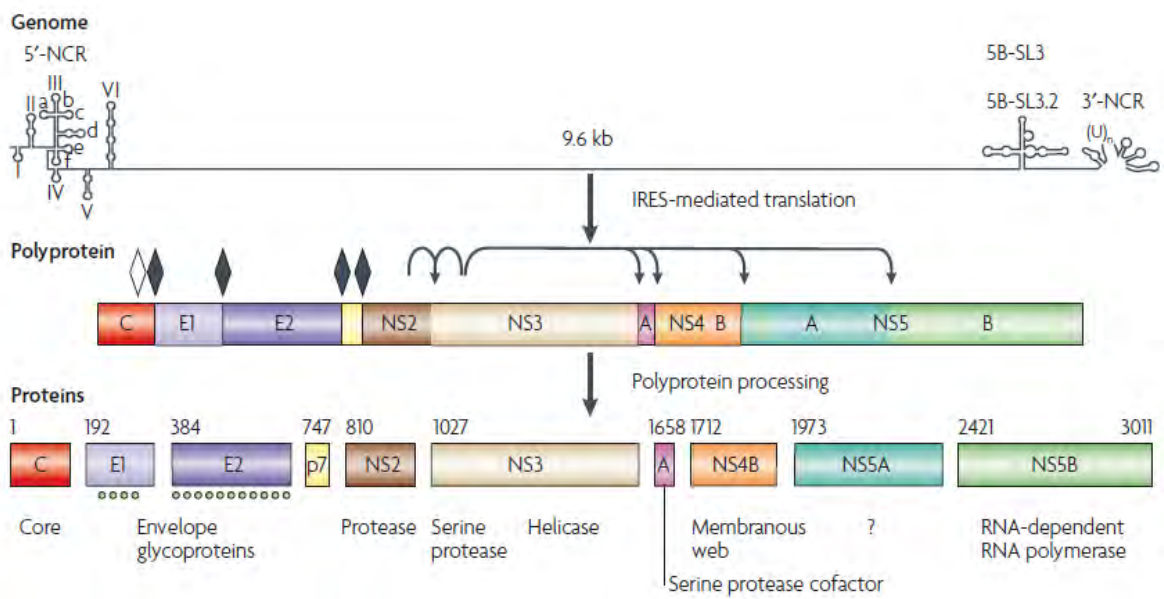 Genome
5′-NCR
5B-SL3
III
VI
II a b
5B-SL3.2
3′-NCR
c
d
9.6 kb
(U)n
e
f
I
IV
V
IRES-mediated translation
Polyprotein
C
E1
E2
NS2
NS3
A
NS4 B
A
NS5
B
Polyprotein processing
Proteins
1
192
384
747
810
1027
1658
1712
1973
2421
3011
C
E1
E2
p7
NS2
NS3
A
NS4B
NS5A
NS5B
Core
Envelope
glycoproteins
Protease
Serine
protease
Helicase
Membranous
web
?
RNA-dependent
RNA polymerase
Serine protease cofactor